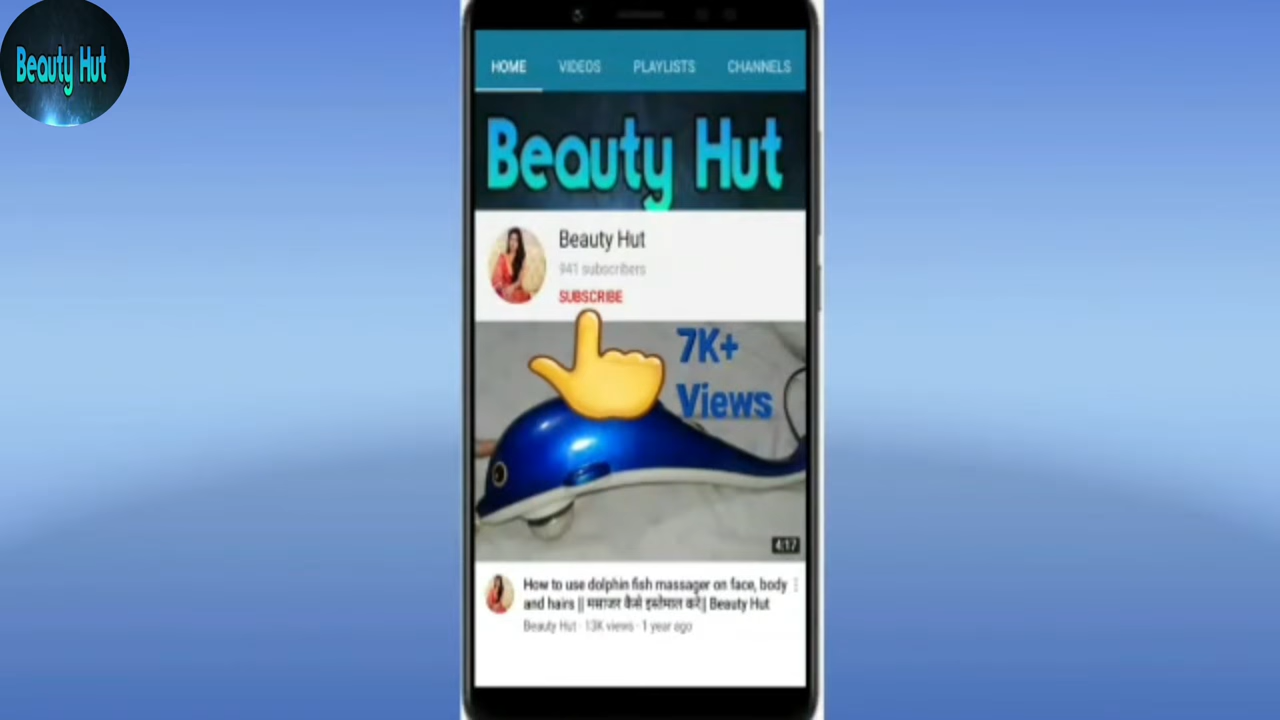 Beauty Hut
HOME VIDEOS PLAYLISTS CHANNELS
Beauty Hut
Beauty Hut
941 subscribers
SUBSCRIBE
7K+
Views
4:17
How to use dolphin fish massager on face, body
and hairs || मसाजर कैसे इस्तेमाल करे|| Beauty Hut
Beauty Hut · 13K views · 1 year ago